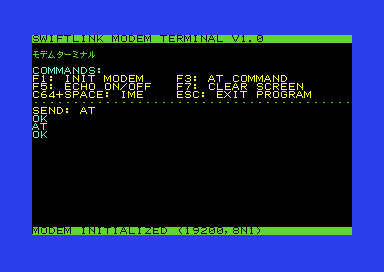 SWIFTLINK MODEM TERMINAL V1.0
モデムターミナル
COMMANDS:
F1: INIT MODEM    F3: AT COMMAND
F5: ECHO ON/OFF   F7: CLEAR SCREEN
C64+SPACE: IME    ESC: EXIT PROGRAM
----------------------------------------
SEND: AT
OK
AT
OK
MODEM INITIALIZED (19200,8N1)